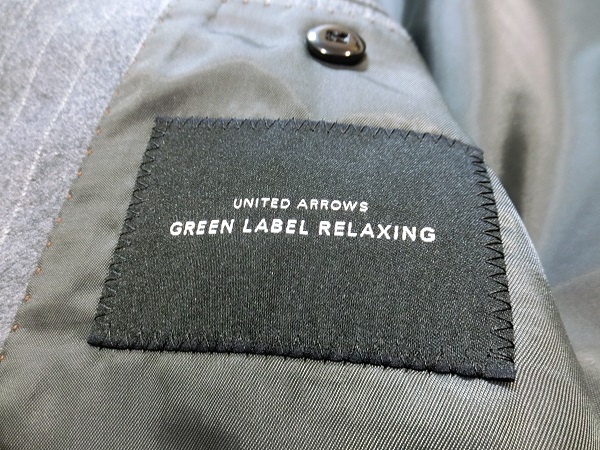 UNITED ARROWS
GREEN LABEL RELAXING